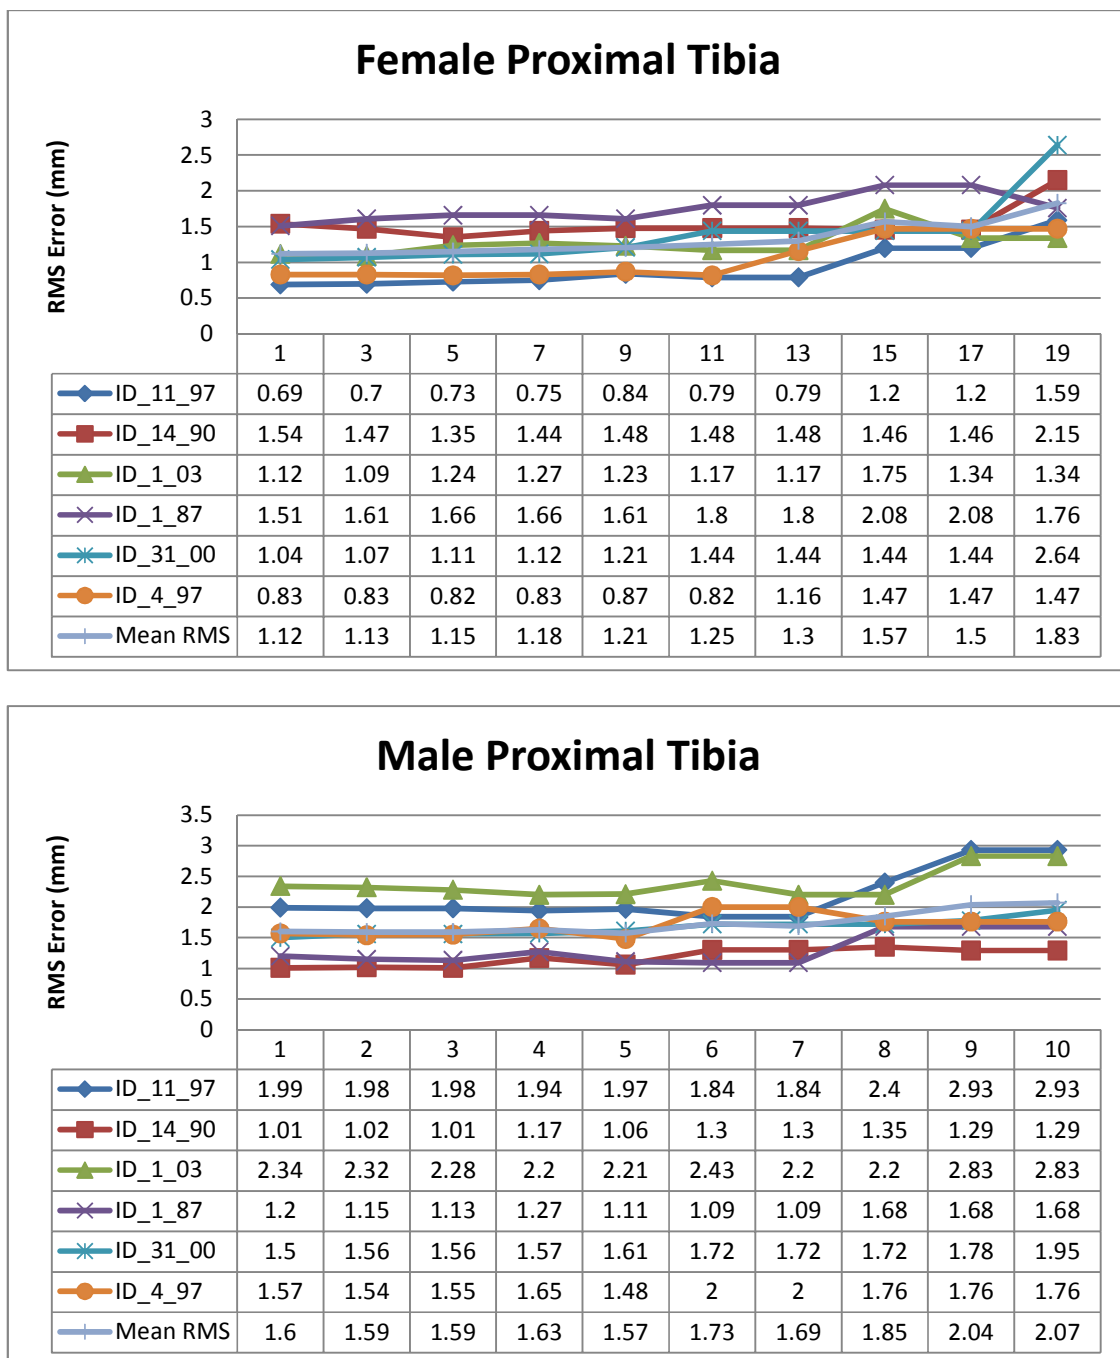 Female Proximal Tibia
RMS Error (mm)
3
2.5
2
1.5
1
0.5
0
1 3 5 7 9 11 13 15 17 19
ID_11_97 0.69 0.7 0.73 0.75 0.84 0.79 0.79 1.2 1.2 1.59
ID_14_90 1.54 1.47 1.35 1.44 1.48 1.48 1.48 1.46 1.46 2.15
ID_1_03 1.12 1.09 1.24 1.27 1.23 1.17 1.17 1.75 1.34 1.34
ID_1_87 1.51 1.61 1.66 1.66 1.61 1.8 1.8 2.08 2.08 1.76
ID_31_00 1.04 1.07 1.11 1.12 1.21 1.44 1.44 1.44 1.44 2.64
ID_4_97 0.83 0.83 0.82 0.83 0.87 0.82 1.16 1.47 1.47 1.47
Mean RMS 1.12 1.13 1.15 1.18 1.21 1.25 1.3 1.57 1.5 1.83
Male Proximal Tibia
RMS Error (mm)
3.5
3
2.5
2
1.5
1
0.5
0
1 2 3 4 5 6 7 8 9 10
ID_11_97 1.99 1.98 1.98 1.94 1.97 1.84 1.84 2.4 2.93 2.93
ID_14_90 1.01 1.02 1.01 1.17 1.06 1.3 1.3 1.35 1.29 1.29
ID_1_03 2.34 2.32 2.28 2.2 2.21 2.43 2.2 2.2 2.83 2.83
ID_1_87 1.2 1.15 1.13 1.27 1.11 1.09 1.09 1.68 1.68 1.68
ID_31_00 1.5 1.56 1.56 1.57 1.61 1.72 1.72 1.72 1.78 1.95
ID_4_97 1.57 1.54 1.55 1.65 1.48 2 2 1.76 1.76 1.76
Mean RMS 1.6 1.59 1.59 1.63 1.57 1.73 1.69 1.85 2.04 2.07